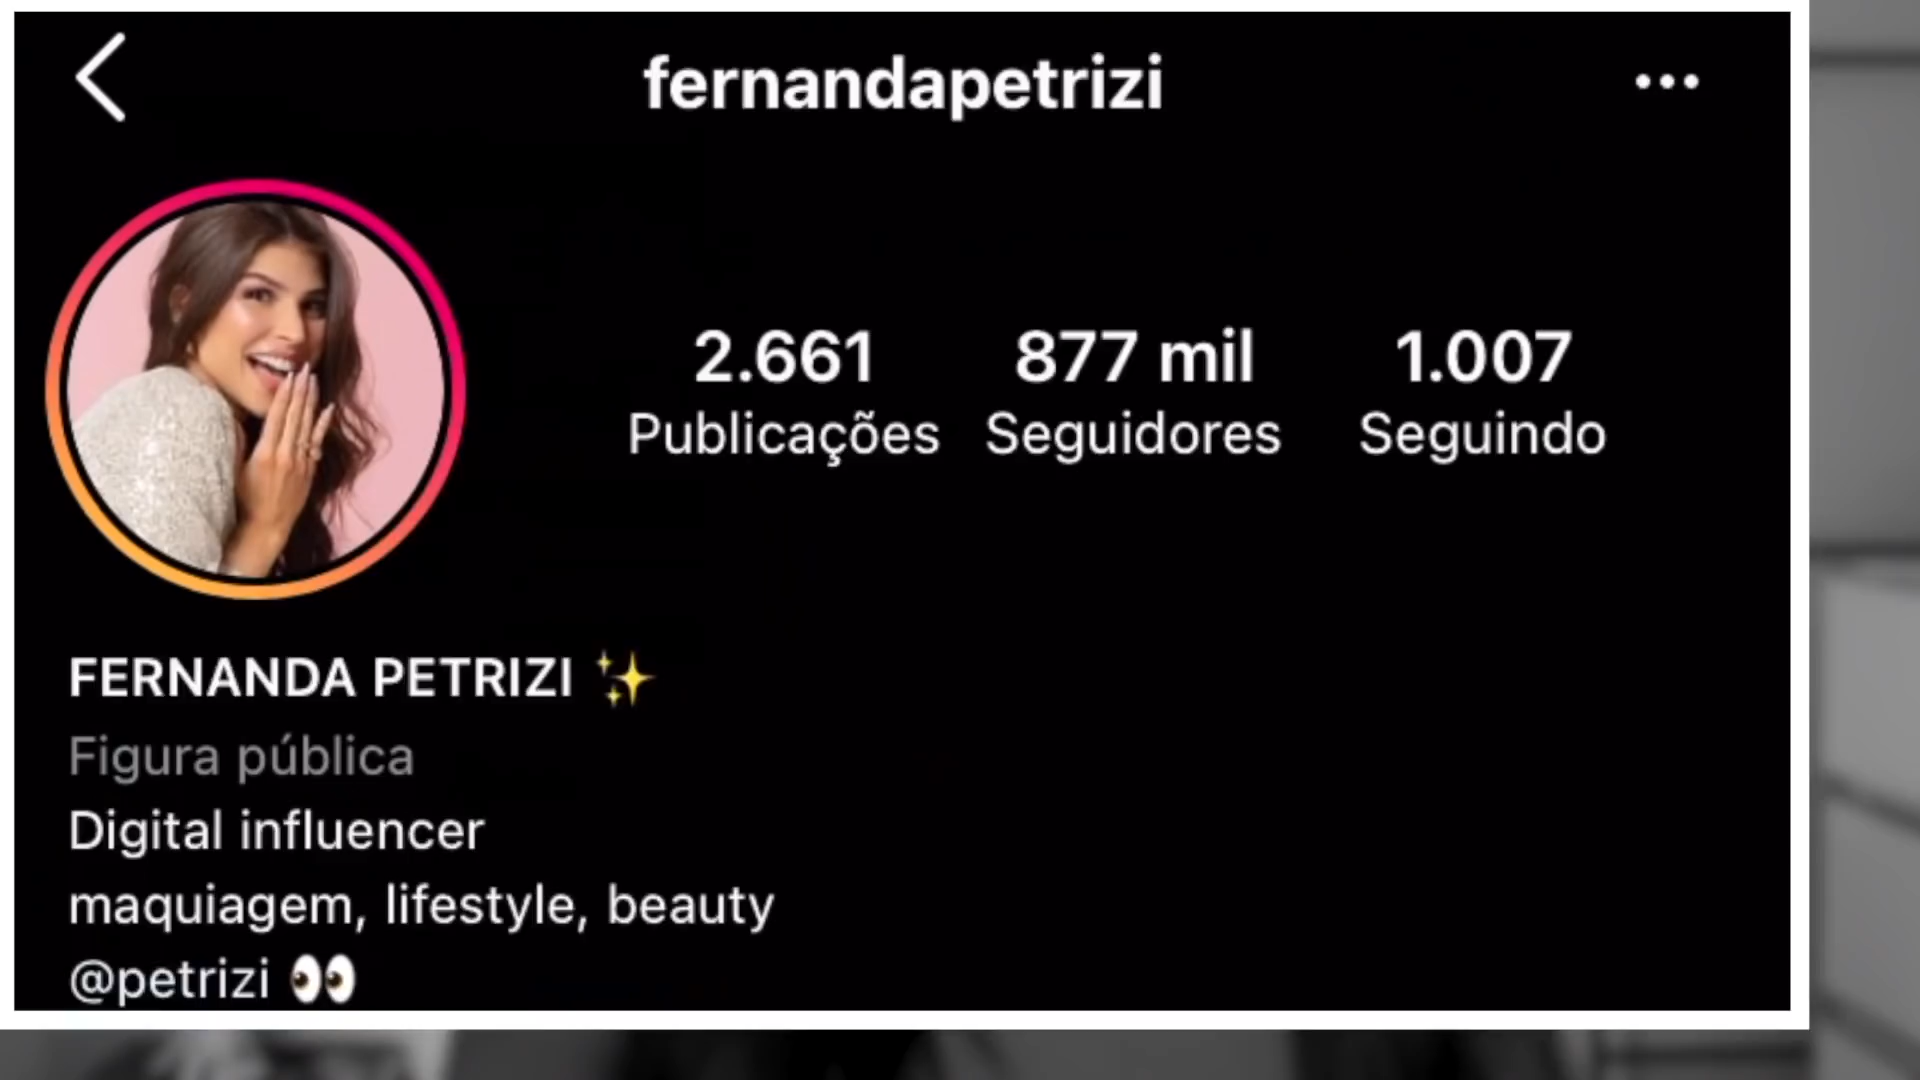 fernandapetrizi
2.661 877 mil 1.007
Publicações Seguidores Seguindo
FERNANDA PETRIZI ✨
Figura pública
Digital influencer
maquiagem, lifestyle, beauty
@petrizi 👀